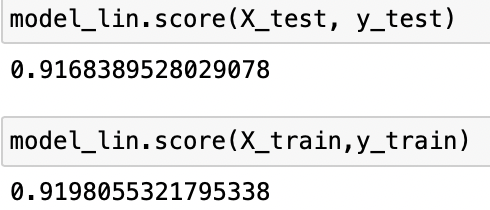 model_lin.score(X_test, y_test)
0.9168389528029078
model_lin.score(X_train,y_train)
0.9198055321795338